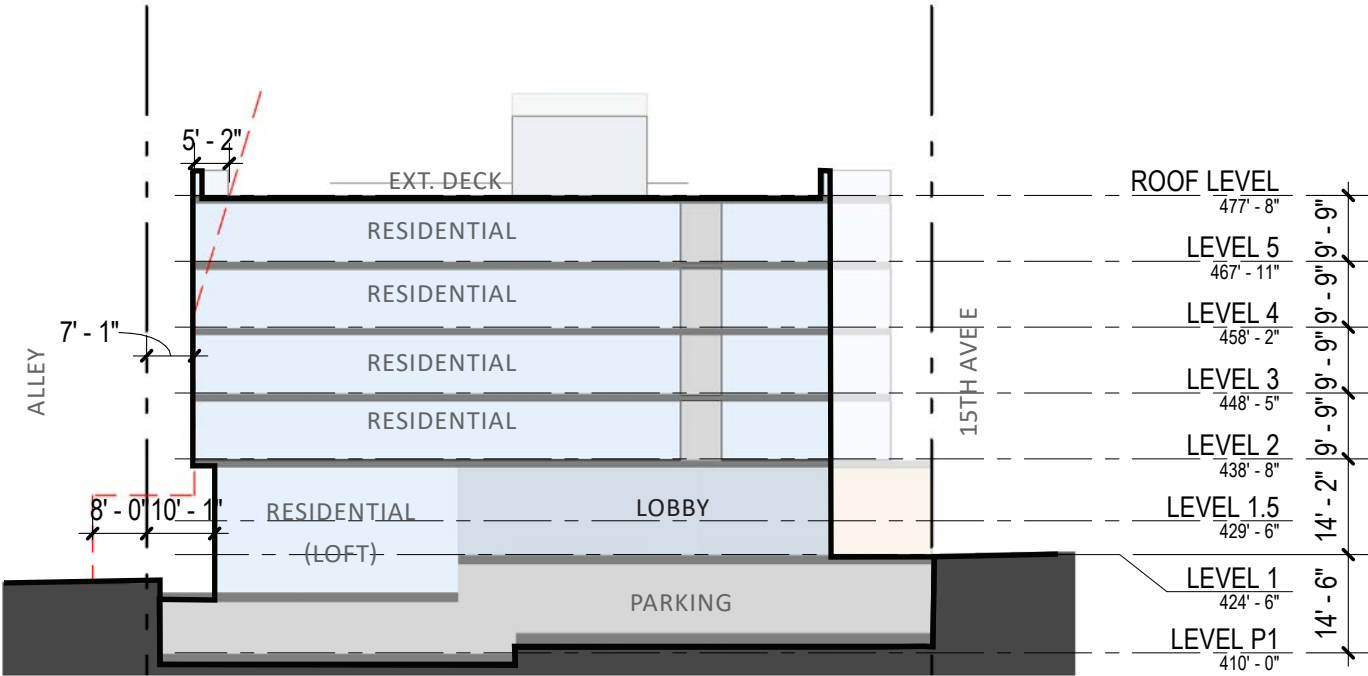 5' - 2"
EXT. DECK
ROOF LEVEL
477' - 8"
9' - 9"
RESIDENTIAL
LEVEL 5
467' - 11"
9' - 9"
RESIDENTIAL
LEVEL 4
458' - 2"
9' - 9"
7' - 1"
ALLEY
RESIDENTIAL
15TH AVE E
LEVEL 3
448' - 5"
9' - 9"
RESIDENTIAL
LEVEL 2
438' - 8"
14' - 2"
8' - 0"
10' - 1"
RESIDENTIAL
(LOFT)
LOBBY
LEVEL 1.5
429' - 6"
LEVEL 1
424' - 6"
14' - 6"
PARKING
LEVEL P1
410' - 0"